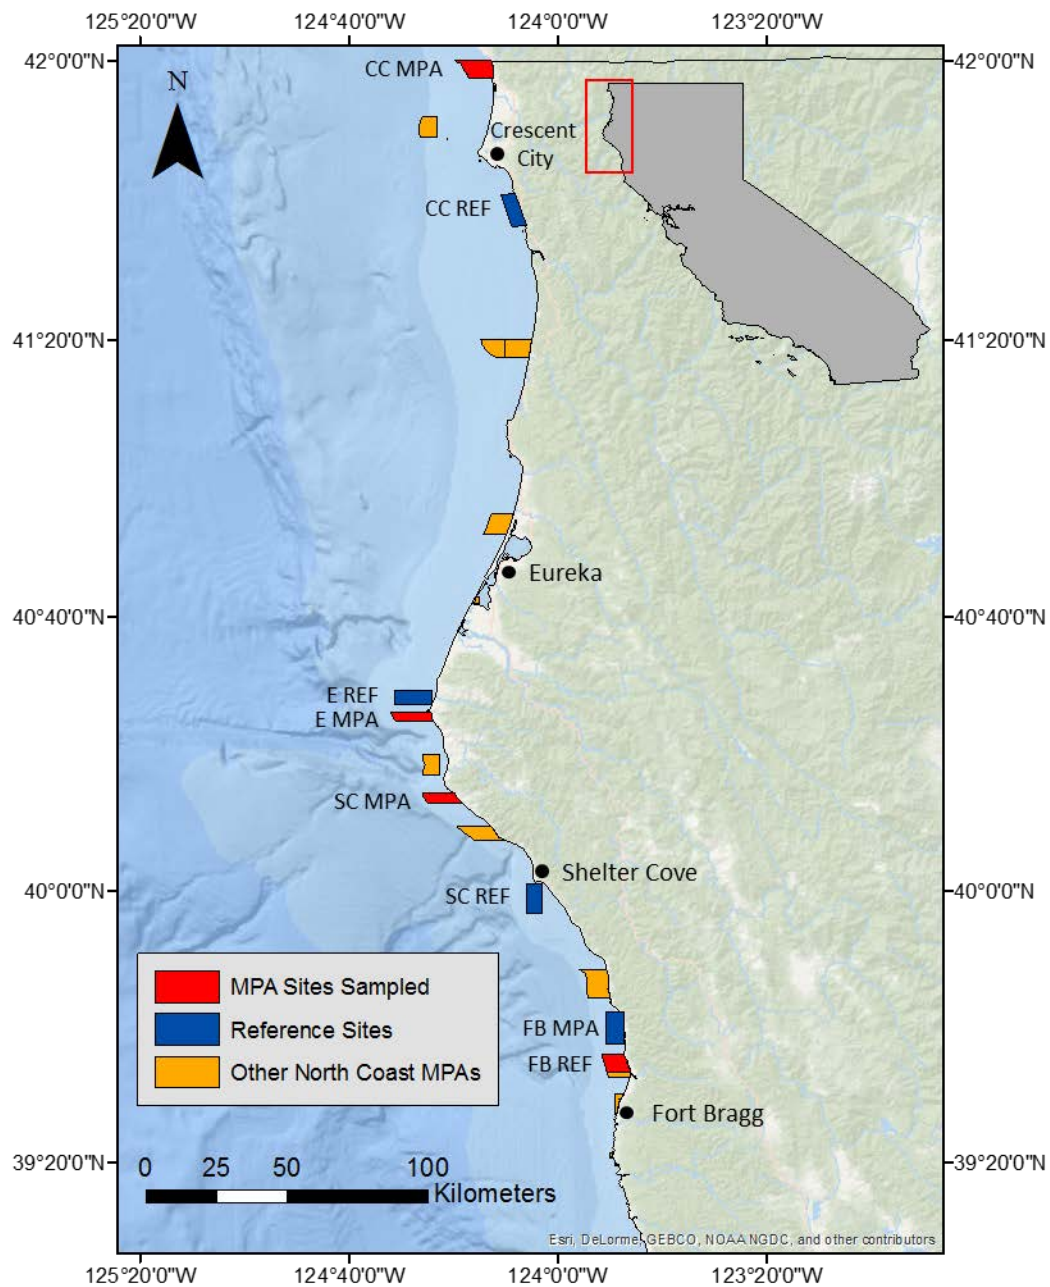 125°20'0"W 124°40'0"W 124°0'0"W 123°20'0"W
42°0'0"N
CC MPA
42°0'0"N
N
Crescent
City
CC REF
41°20'0"N
41°20'0"N
Eureka
40°40'0"N
40°40'0"N
E REF
E MPA
SC MPA
Shelter Cove
40°0'0"N
SC REF
40°0'0"N
MPA Sites Sampled
Reference Sites
Other North Coast MPAs
FB MPA
FB REF
Fort Bragg
39°20'0"N
0 25 50 100
Kilometers
39°20'0"N
Esri, DeLorme, GEBCO, NOAA NGDC, and other contributors
125°20'0"W 124°40'0"W 124°0'0"W 123°20'0"W